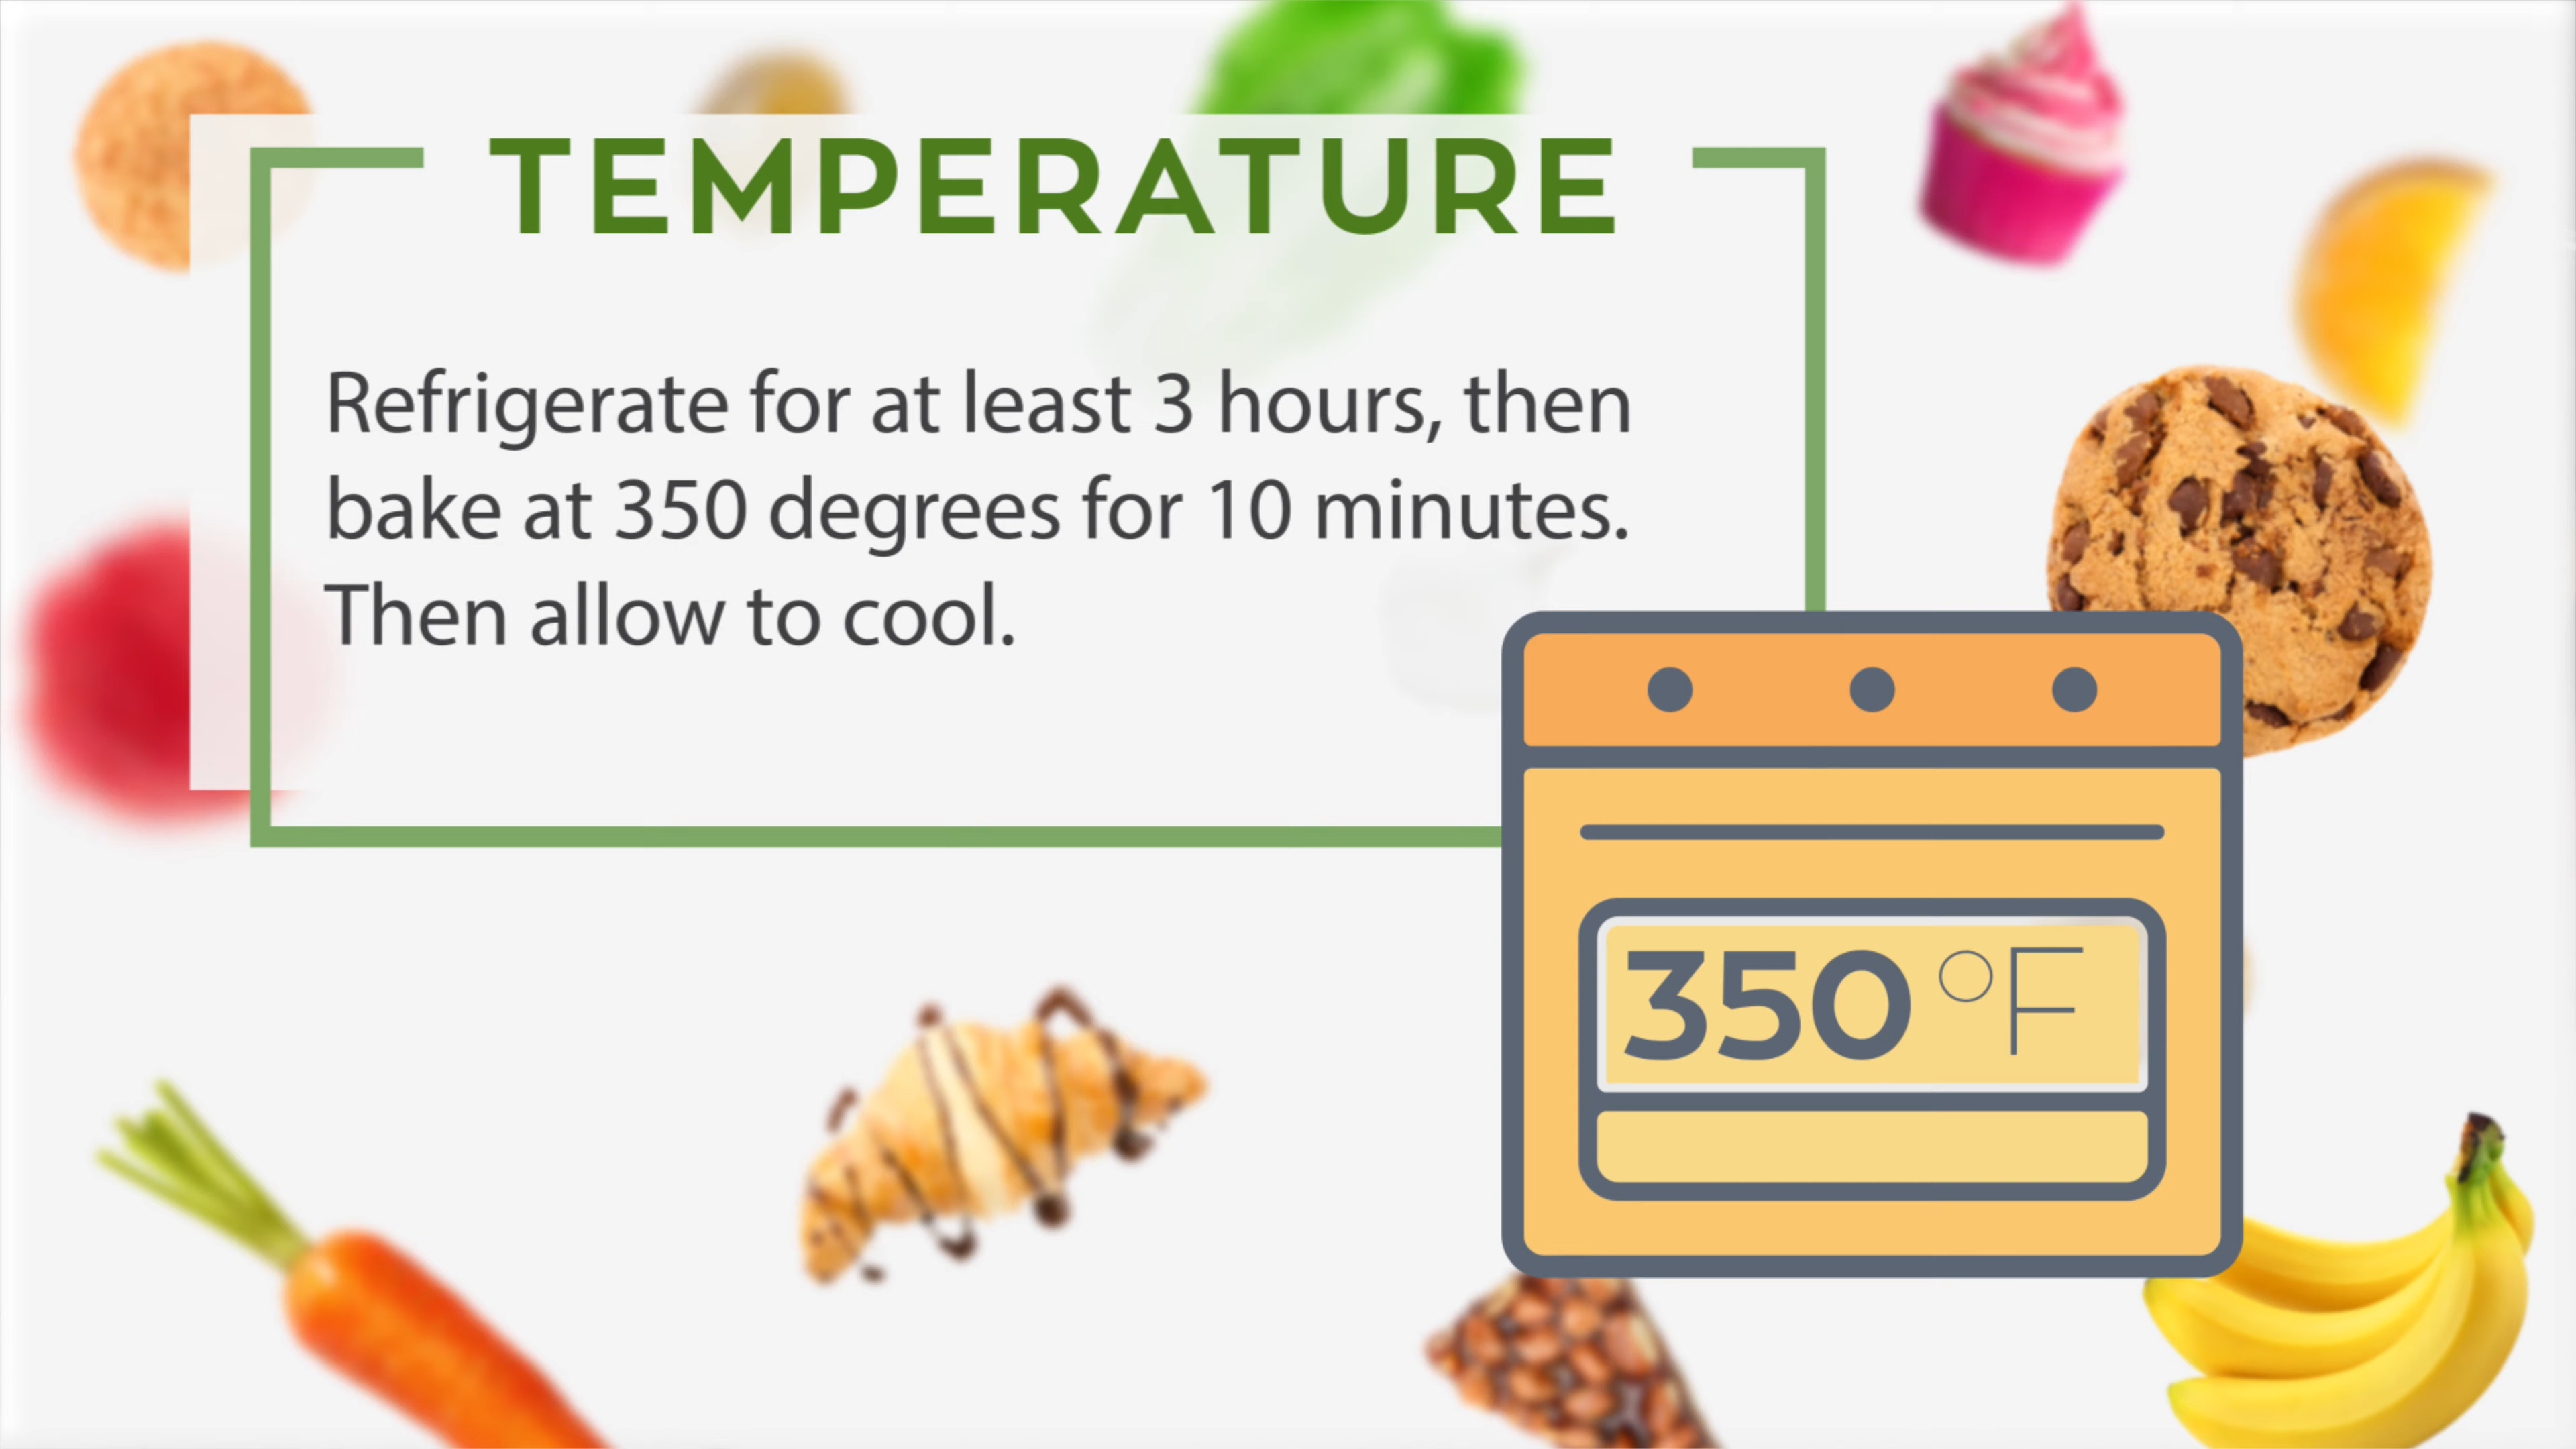 TEMPERATURE
Refrigerate for at least 3 hours, then
bake at 350 degrees for 10 minutes.
Then allow to cool.
350 °F